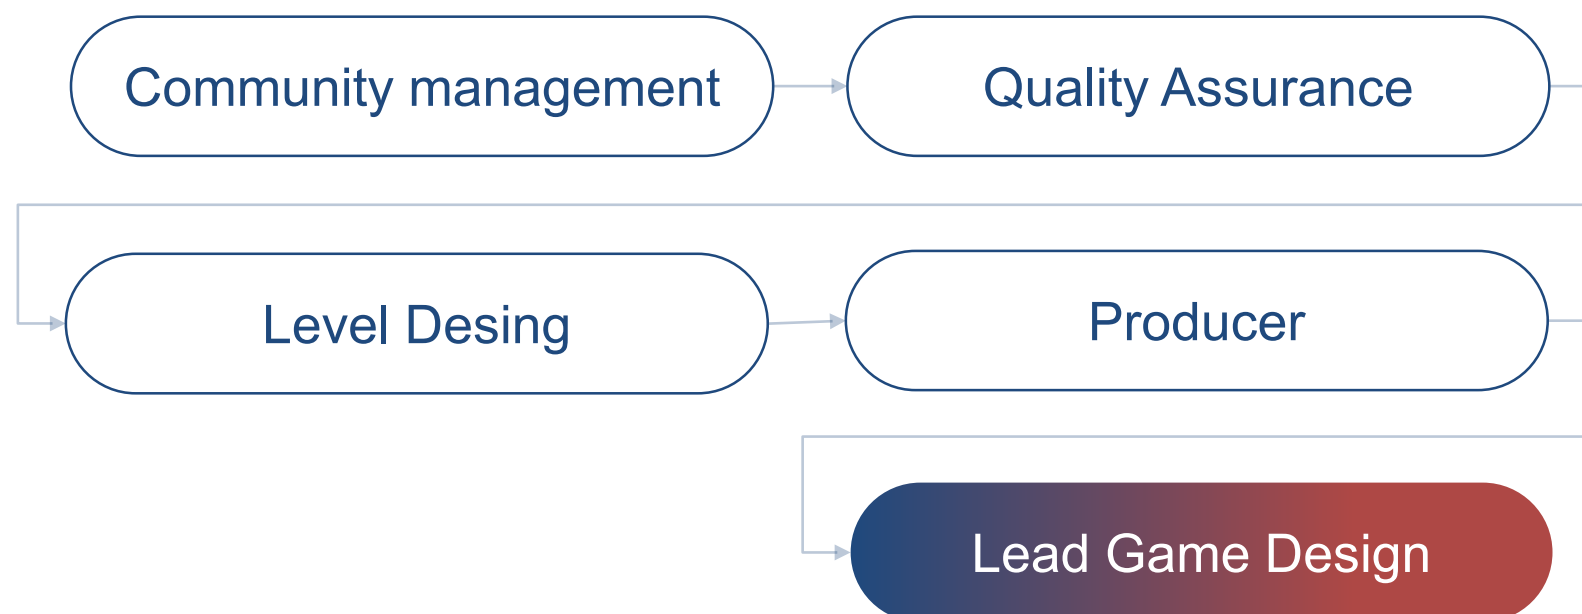 Community management
Quality Assurance
Level Desing
Producer
Lead Game Design